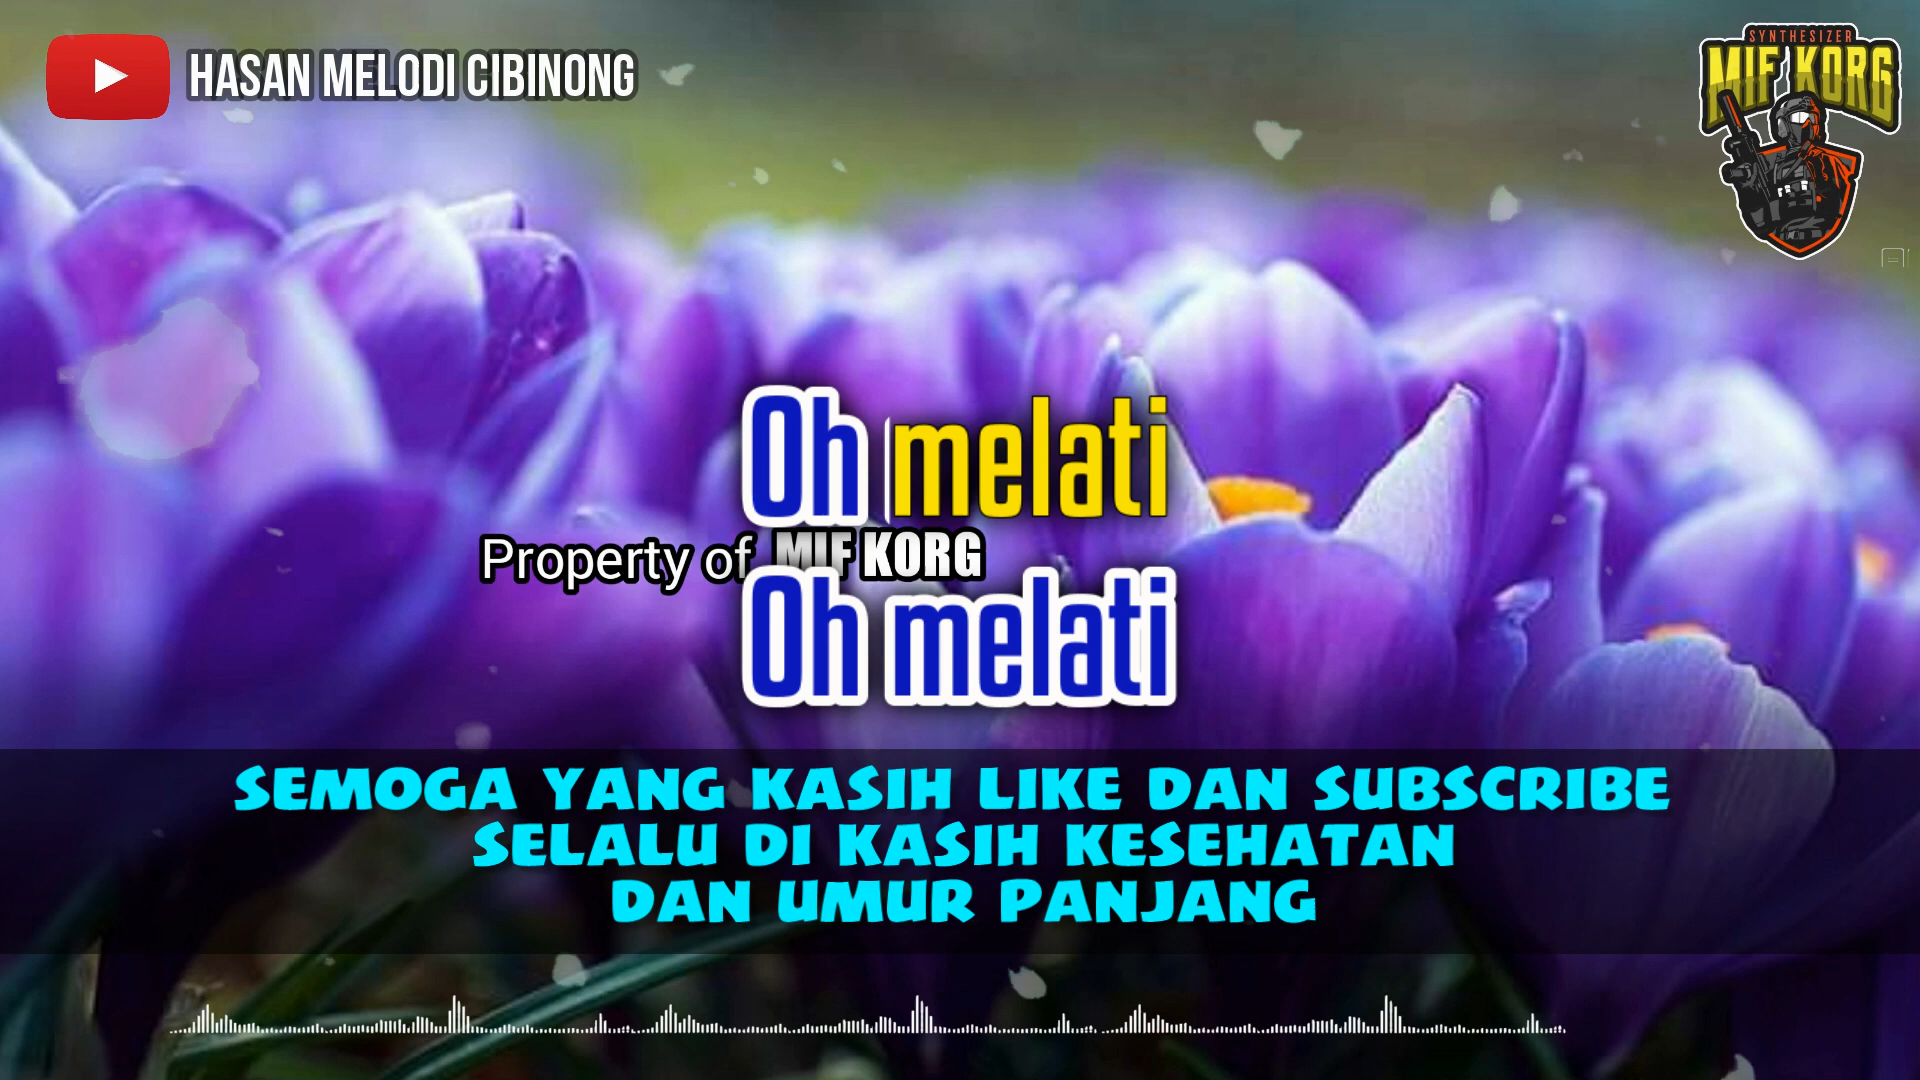 HASAN MELODI CIBINONG
SYNTHESIZER
MIF KORG
Oh melati
Property of MIF KORG
Oh melati
SEMOGA YANG KASIH LIKE DAN SUBSCRIBE
SELALU DI KASIH KESEHATAN
DAN UMUR PANJANG